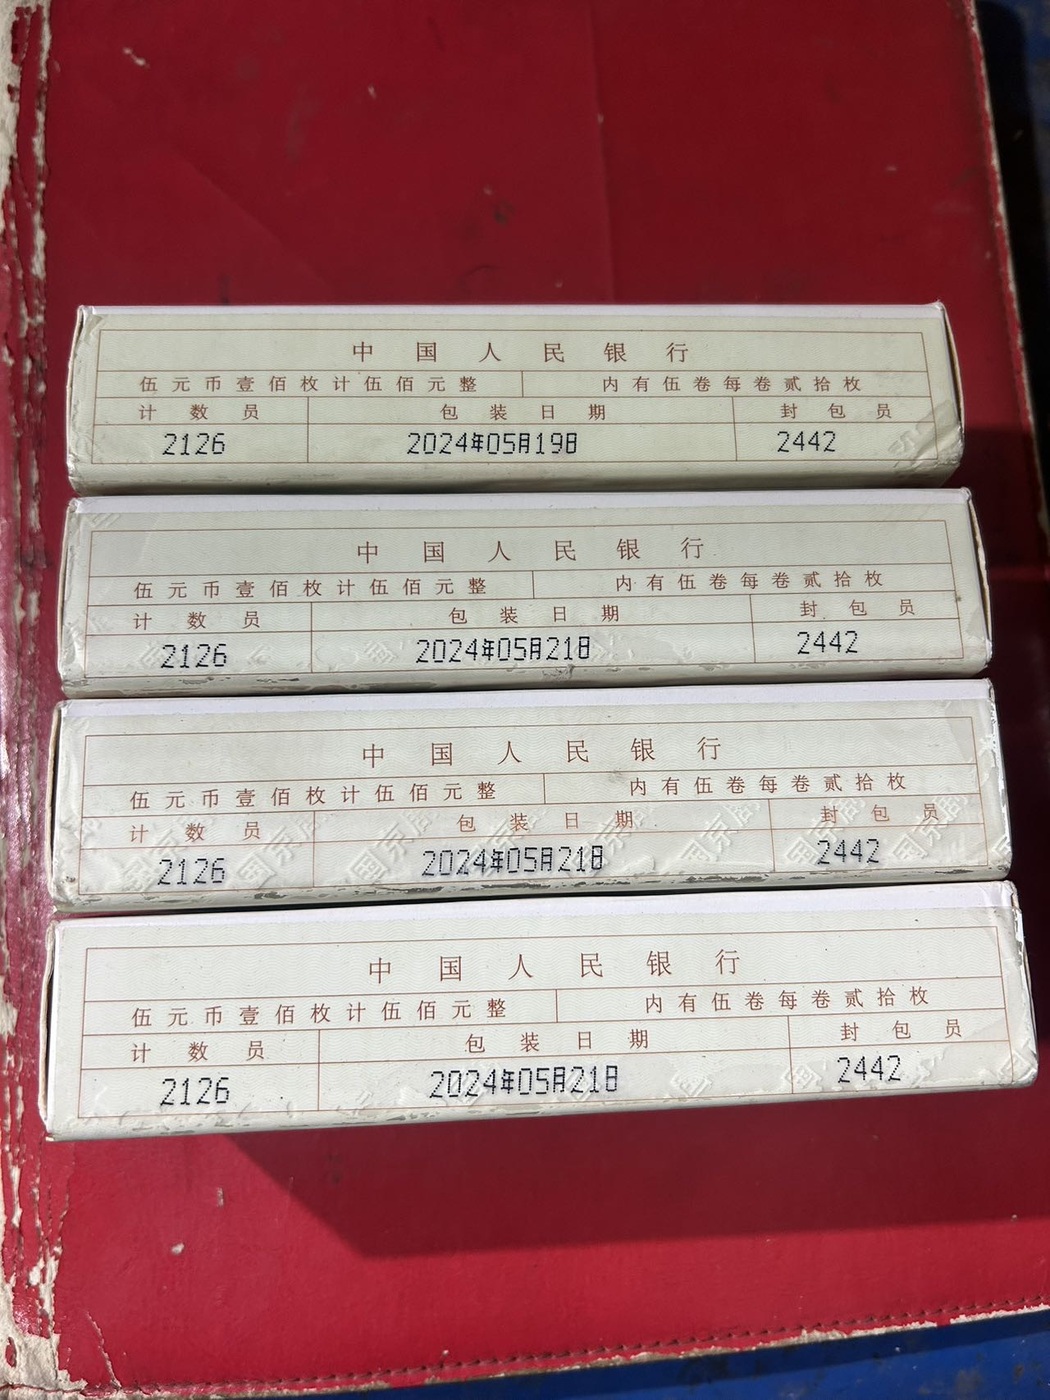 中国人民银行
伍元币壹佰枚计伍佰元整 内有伍卷每卷贰拾枚
计数员 包装日期 封包员
2126 2024年05月19日 2442
中国人民银行
伍元币壹佰枚计伍佰元整 内有伍卷每卷贰拾枚
计数员 包装日期 封包员
2126 2024年05月21日 2442
中国人民银行
伍元币壹佰枚计伍佰元整 内有伍卷每卷贰拾枚
计数员 包装日期 封包员
2126 2024年05月21日 2442
中国人民银行
伍元币壹佰枚计伍佰元整 内有伍卷每卷贰拾枚
计数员 包装日期 封包员
2126 2024年05月21日 2442